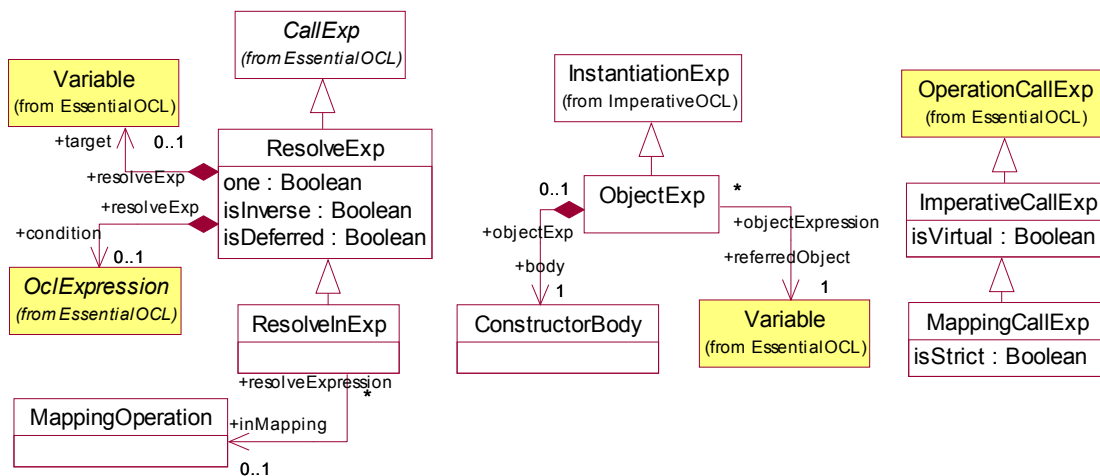 CallExp
(from EssentialOCL)
Variable
(from EssentialOCL)
+target
0..1
+resolveExp
+resolveExp
ResolveExp
one : Boolean
isInverse : Boolean
isDeferred : Boolean
+condition
0..1
OclExpression
(from EssentialOCL)
ResolveInExp
+resolveExpression
*
MappingOperation
+inMapping
0..1
InstantiationExp
(from ImperativeOCL)
0..1
ObjectExp
*
+objectExp
+objectExpression
+body
+referredObject
1
1
ConstructorBody
Variable
(from EssentialOCL)
OperationCallExp
(from EssentialOCL)
ImperativeCallExp
isVirtual : Boolean
MappingCallExp
isStrict : Boolean